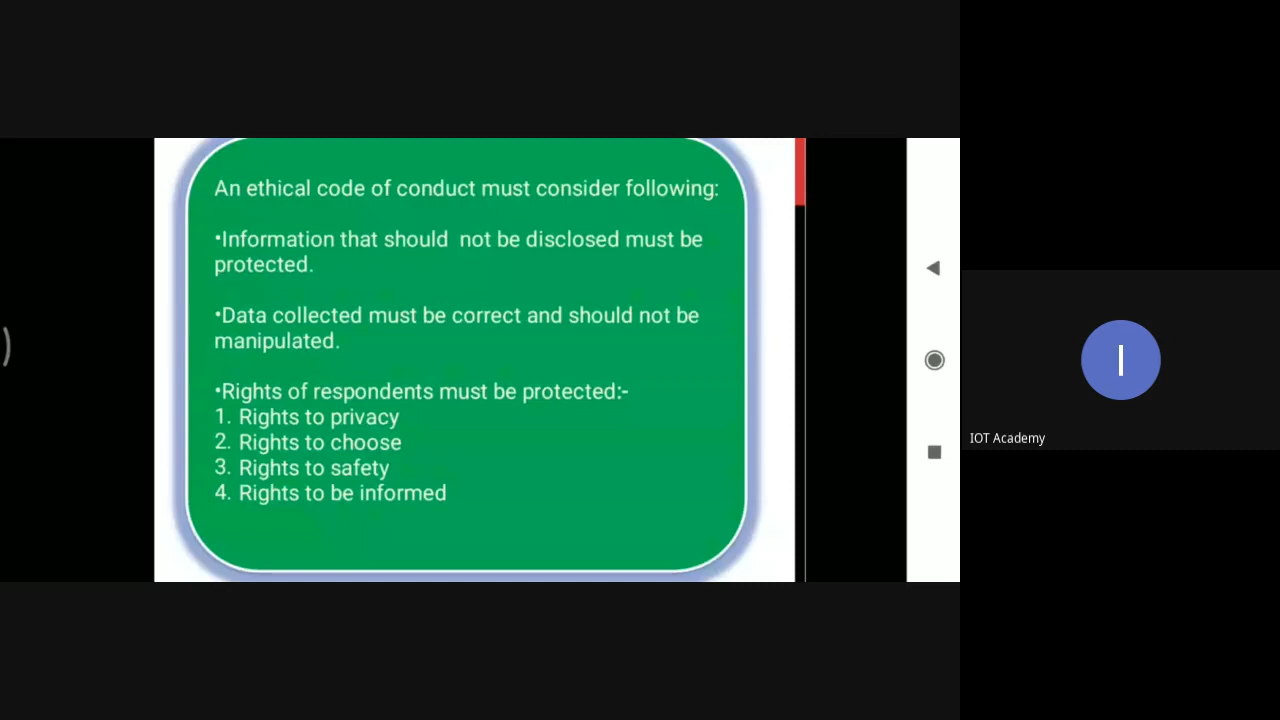 An ethical code of conduct must consider following:
•Information that should  not be disclosed must be
protected.
•Data collected must be correct and should not be
manipulated.
•Rights of respondents must be protected:-
1. Rights to privacy
2. Rights to choose
3. Rights to safety
4. Rights to be informed
I
IOT Academy